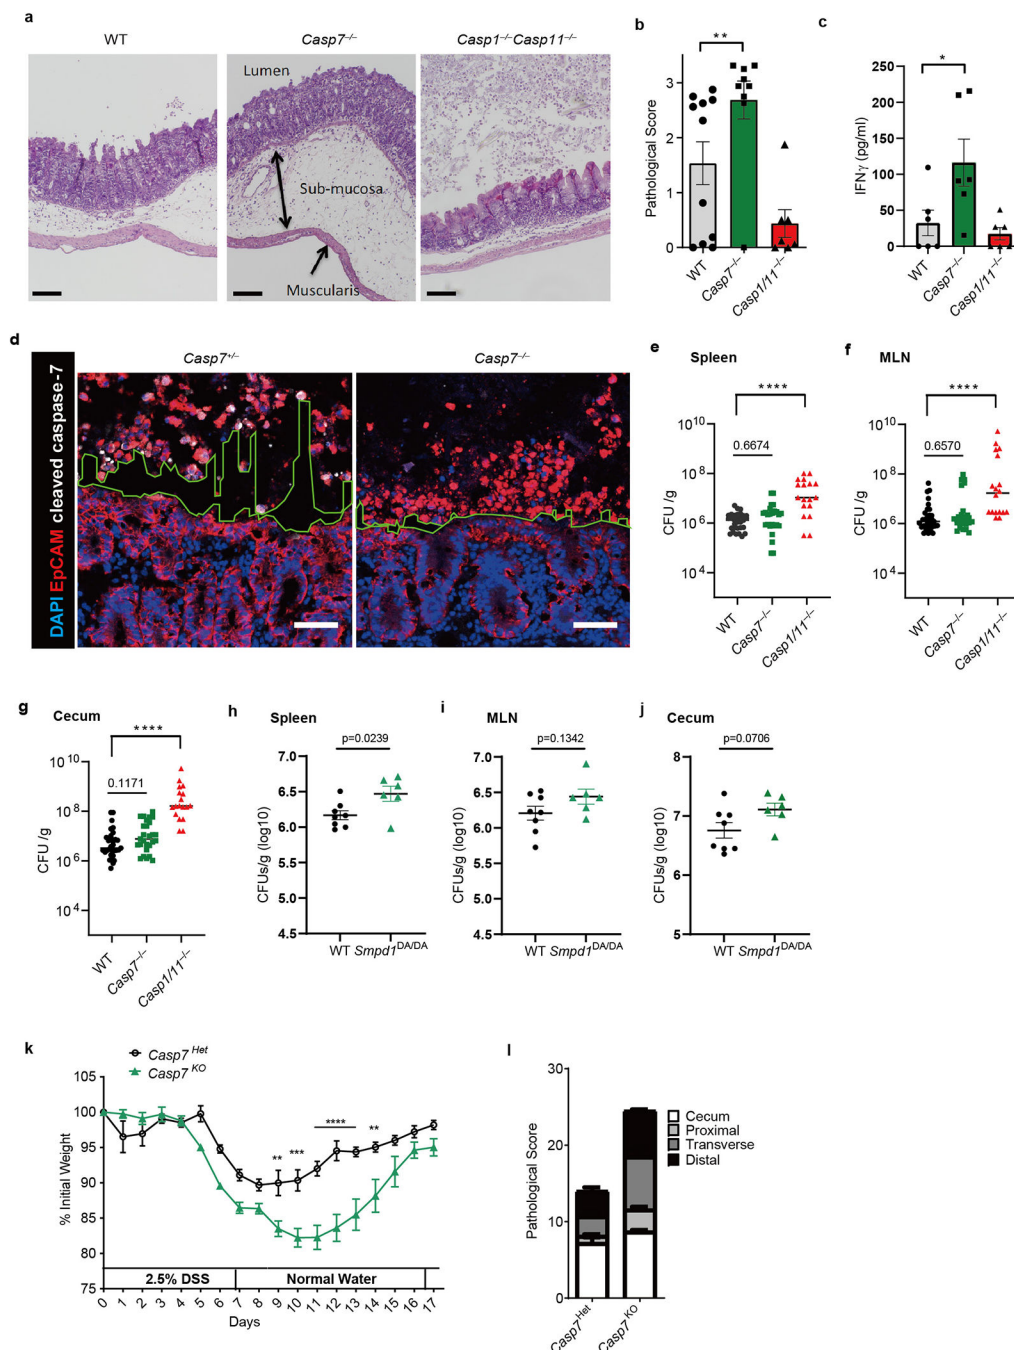 a
WT
Casp7–/–
Casp1–/–Casp11–/–
Lumen
Sub-mucosa
Muscularis
b
**
Pathological Score
3
2
1
0
WT
Casp7–/–
Casp1/11–/–
c
*
IFNγ (pg/ml)
250
200
150
100
50
0
WT
Casp7–/–
Casp1/11–/–
d
Casp7+/–
Casp7–/–
DAPI EpCAM cleaved caspase-7
e
Spleen
****
0.6674
CFU /g
10^10
10^8
10^6
10^4
WT
Casp7–/–
Casp1/11–/–
f
MLN
****
0.6570
CFU /g
10^10
10^8
10^6
10^4
WT
Casp7–/–
Casp1/11–/–
g
Cecum
****
0.1171
CFU /g
10^10
10^8
10^6
10^4
WT
Casp7–/–
Casp1/11–/–
h
Spleen
p=0.0239
CFUs/g (log10)
7.0
6.5
6.0
5.5
5.0
4.5
WT Smpd1DA/DA
i
MLN
p=0.1342
CFUs/g (log10)
7.0
6.5
6.0
5.5
5.0
4.5
WT Smpd1DA/DA
j
Cecum
p=0.0706
CFUs/g (log10)
8
7
6
5
WT Smpd1DA/DA
k
Casp7 Het
Casp7 KO
% Initial Weight
105
100
95
90
85
80
75
**
***
****
**
2.5% DSS
Normal Water
0 1 2 3 4 5 6 7 8 9 10 11 12 13 14 15 16 17
Days
l
Pathological Score
30
20
10
0
Cecum
Proximal
Transverse
Distal
Casp7Het
Casp7KO